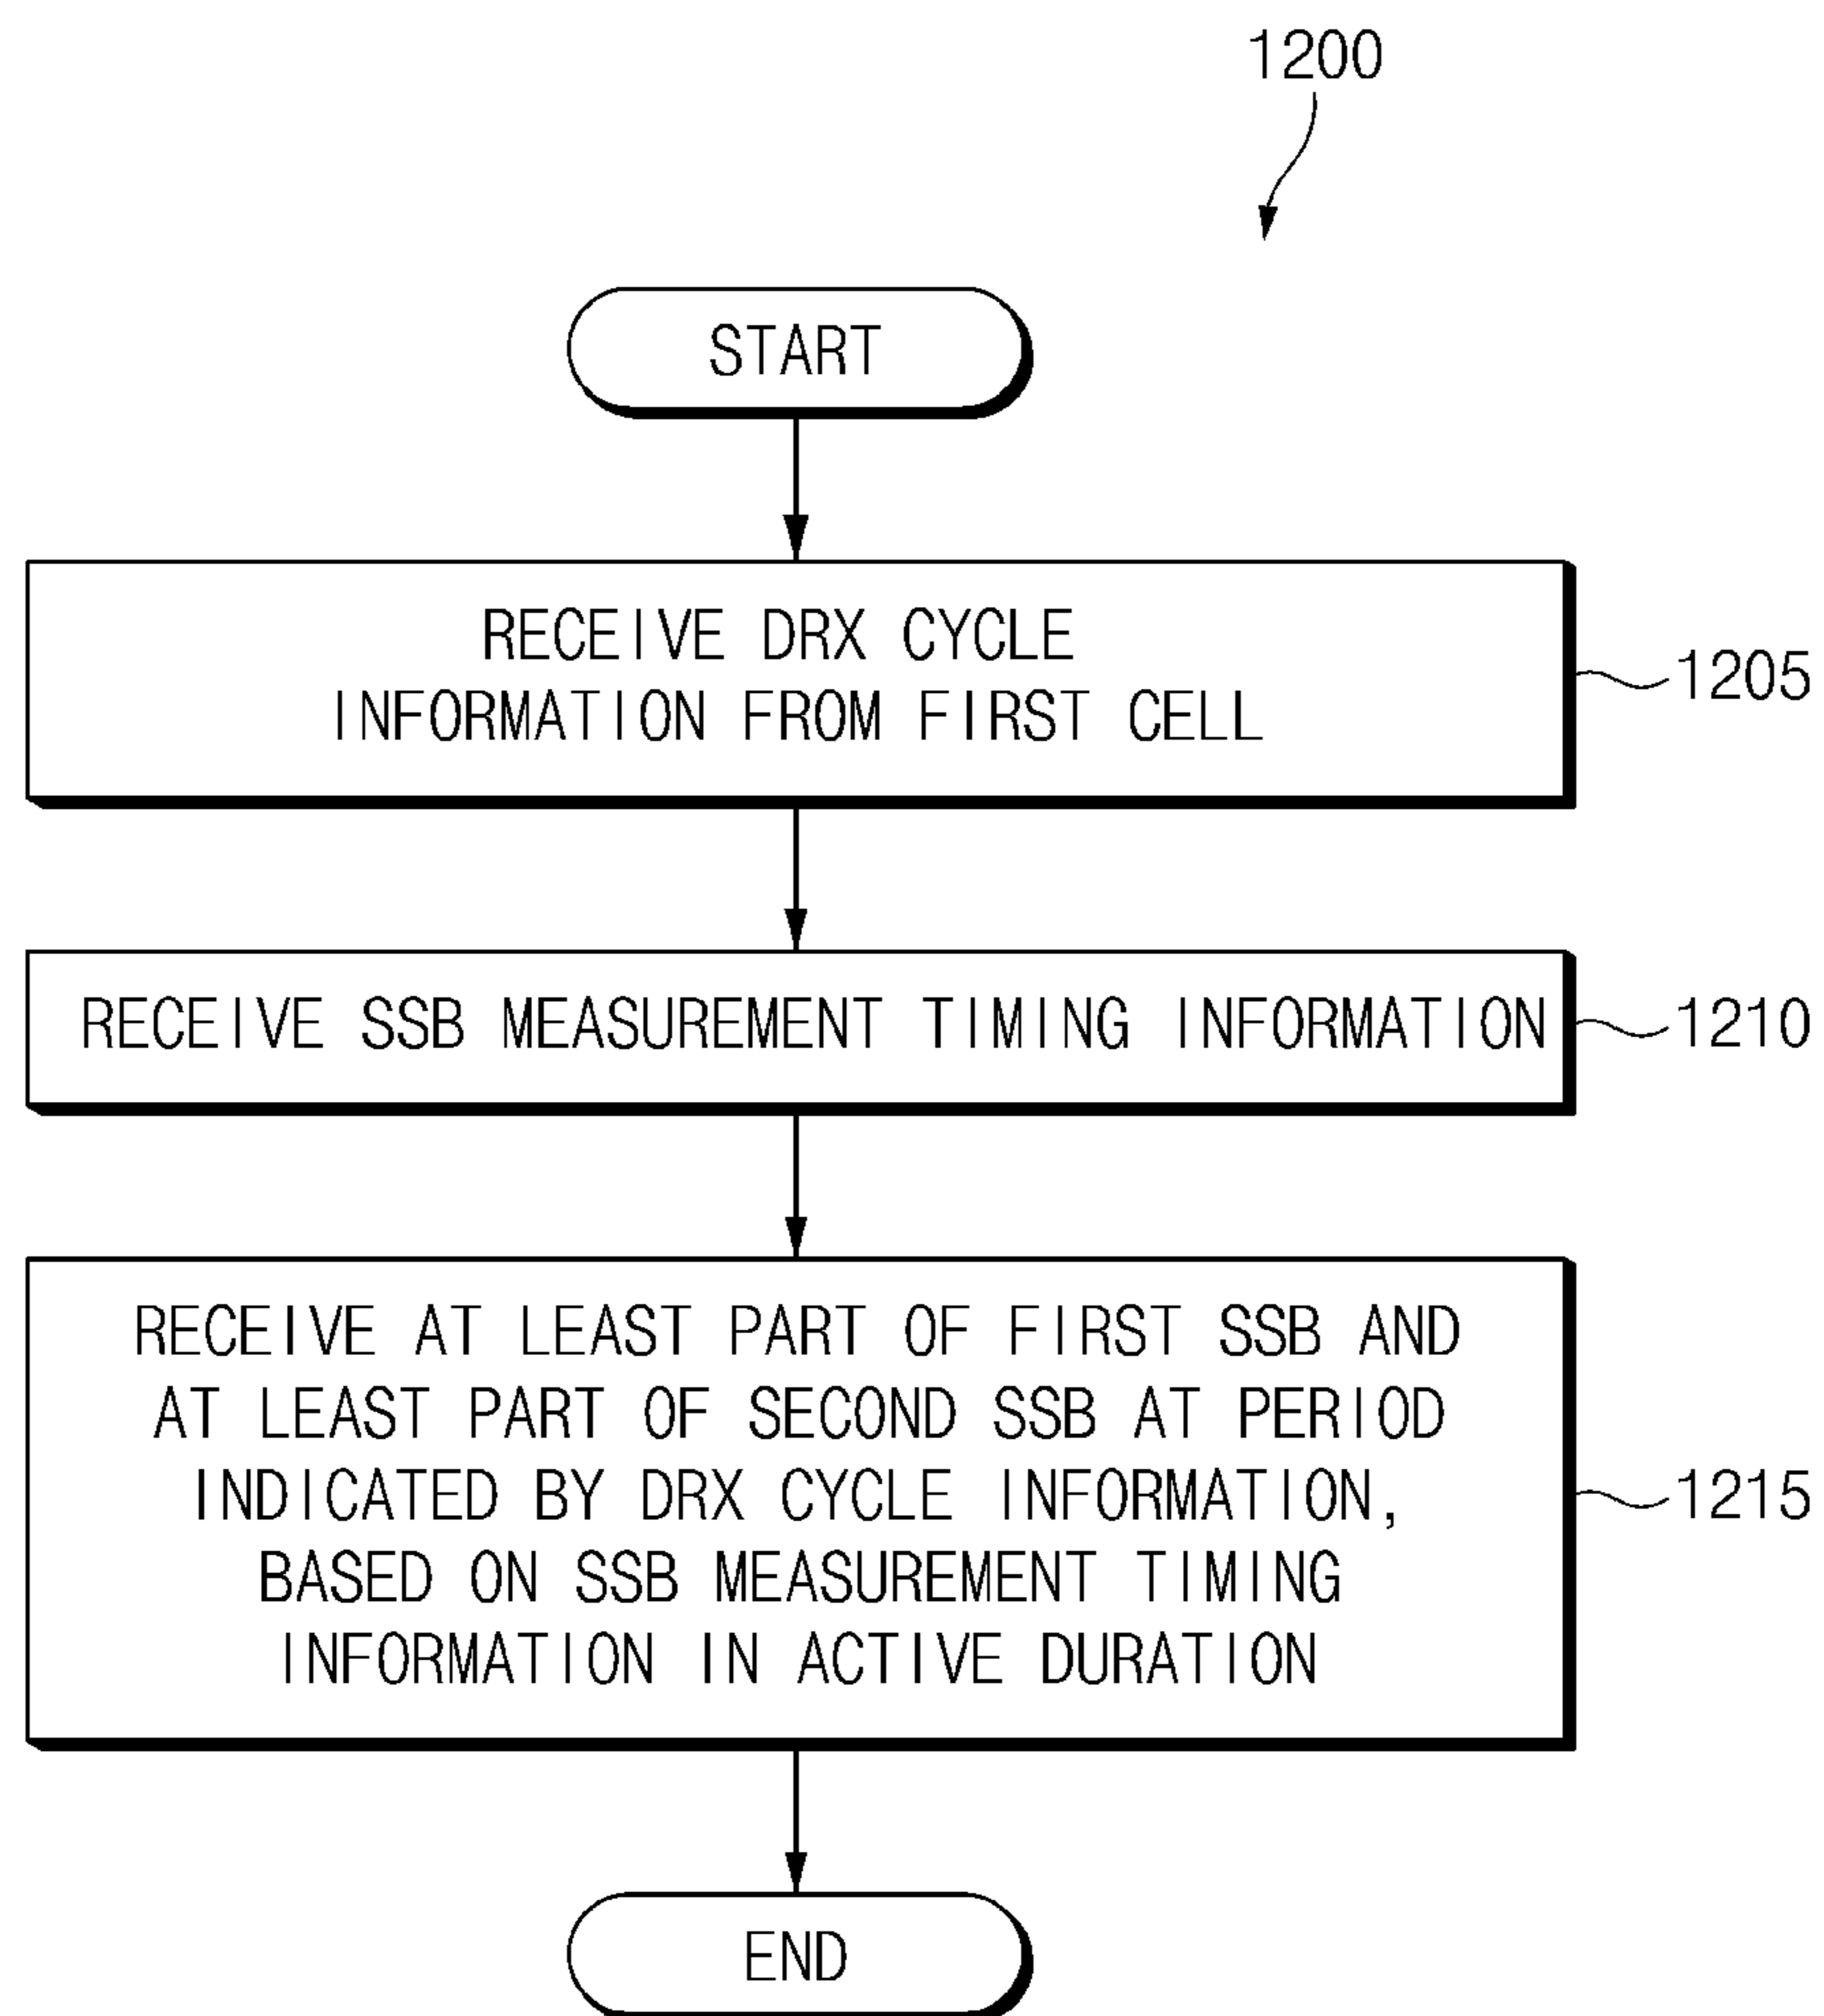 1200
START
RECEIVE DRX CYCLE
INFORMATION FROM FIRST CELL
1205
RECEIVE SSB MEASUREMENT TIMING INFORMATION
1210
RECEIVE AT LEAST PART OF FIRST SSB AND
AT LEAST PART OF SECOND SSB AT PERIOD
INDICATED BY DRX CYCLE INFORMATION,
BASED ON SSB MEASUREMENT TIMING
INFORMATION IN ACTIVE DURATION
1215
END